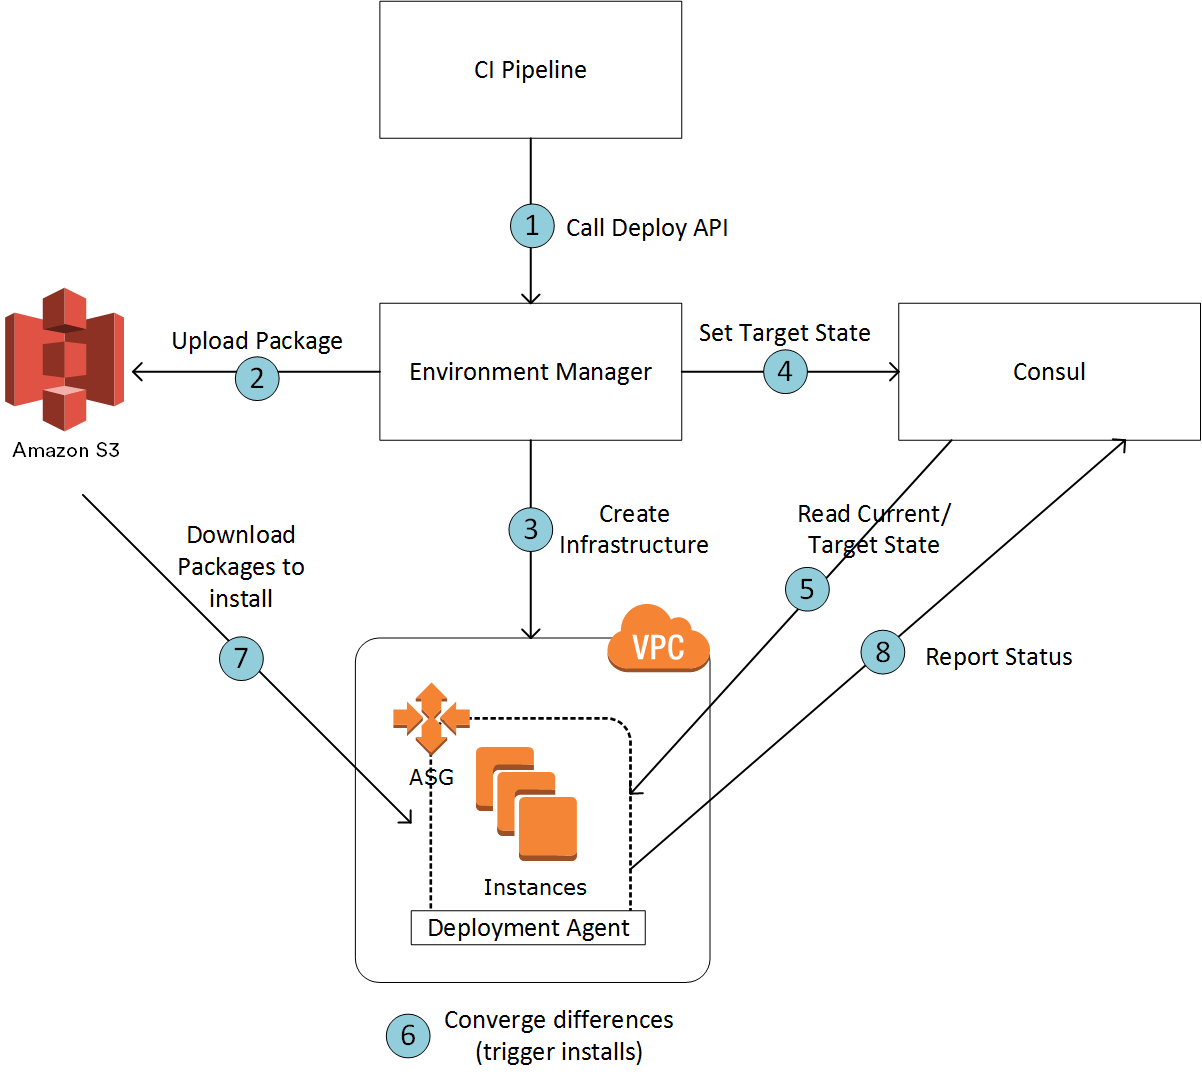 CI Pipeline
1
Call Deploy API
Upload Package
2
Environment Manager
Set Target State
4
Consul
Amazon S3
Download
Packages to
install
7
3
Create
Infrastructure
Read Current/
Target State
5
8
Report Status
VPC
ASG
Instances
Deployment Agent
6
Converge differences
(trigger installs)